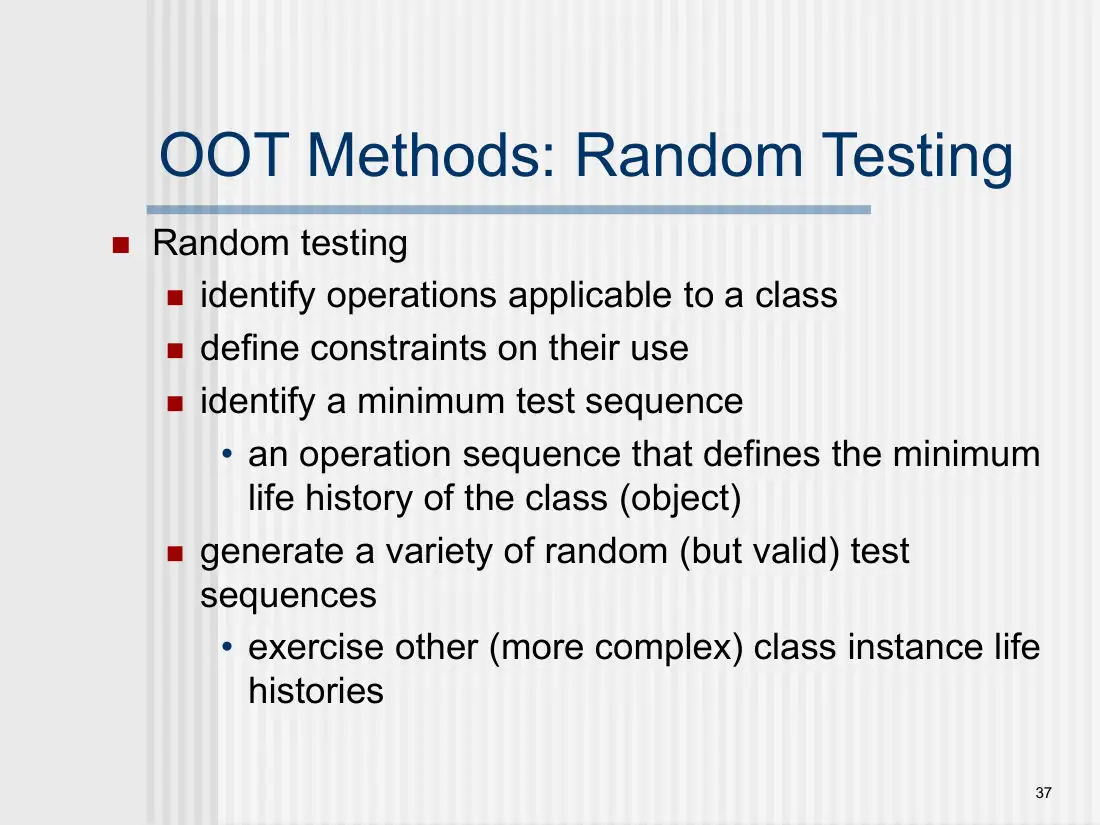 OOT Methods: Random Testing
Random testing
identify operations applicable to a class
define constraints on their use
identify a minimum test sequence
• an operation sequence that defines the minimum
life history of the class (object)
generate a variety of random (but valid) test
sequences
• exercise other (more complex) class instance life
histories
37